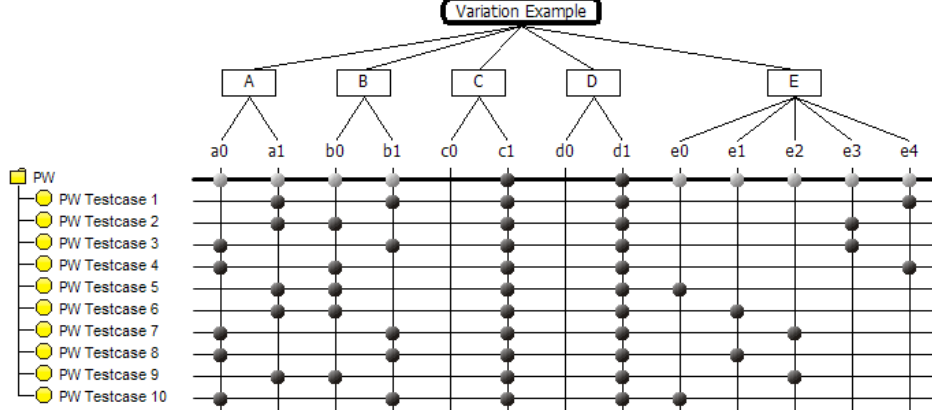 Variation Example
A B C D E
a0 a1 b0 b1 c0 c1 d0 d1 e0 e1 e2 e3 e4
PW
PW Testcase 1
PW Testcase 2
PW Testcase 3
PW Testcase 4
PW Testcase 5
PW Testcase 6
PW Testcase 7
PW Testcase 8
PW Testcase 9
PW Testcase 10